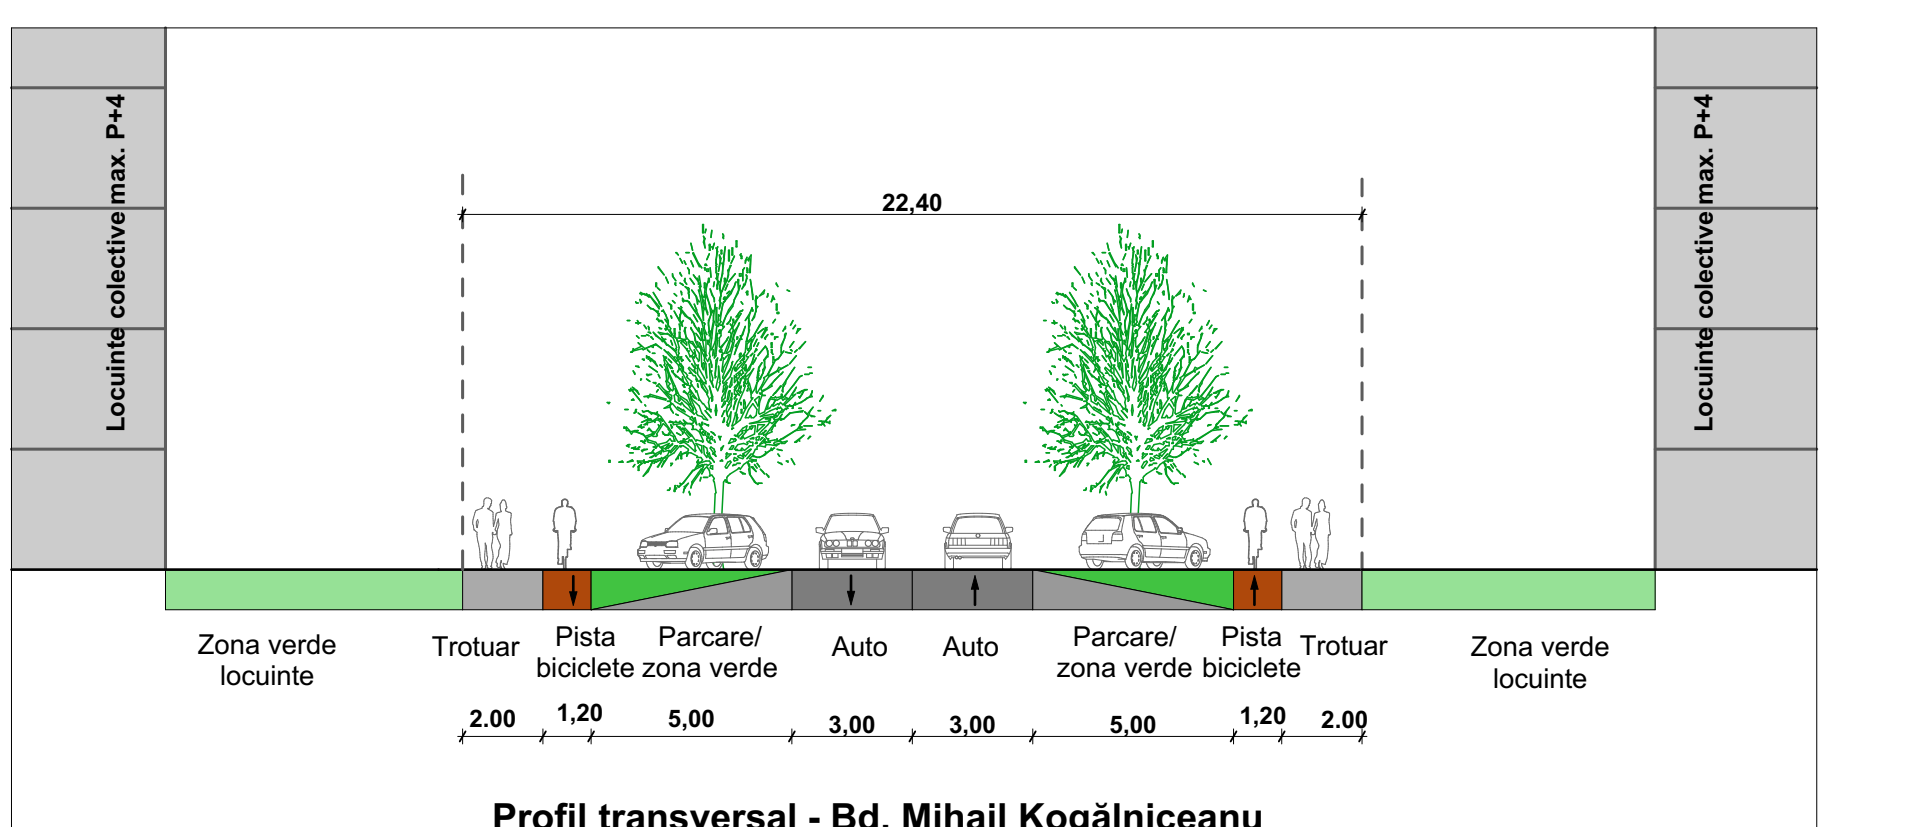 Locuinte colective max. P+4
Locuinte colective max. P+4
22,40
Zona verde
locuinte
Trotuar
Pista
biciclete
Parcare/
zona verde
Auto
Auto
Parcare/
zona verde
Pista
biciclete
Trotuar
Zona verde
locuinte
2.00
1,20
5,00
3,00
3,00
5,00
1,20
2.00
Profil transversal - Bd. Mihail Kogălniceanu